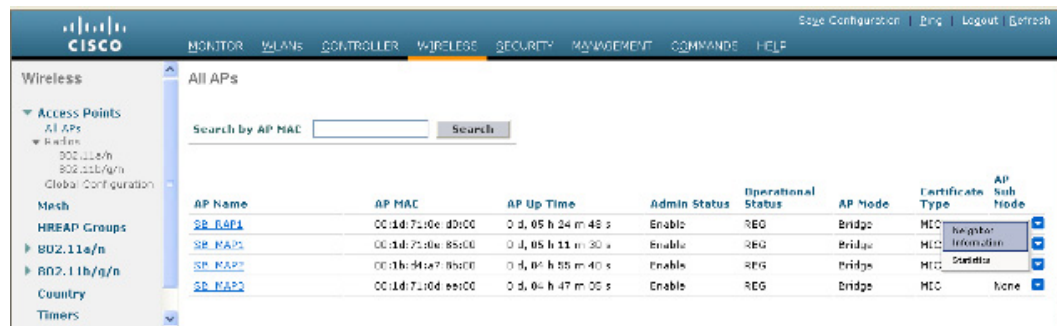 Save Configuration | Ping | Logout | Refresh
CISCO
MONITOR WLANs CONTROLLER WIRELESS SECURITY MANAGEMENT COMMANDS HELP
Wireless
Access Points
All APs
Radios
802.11a/n
802.11b/g/n
Global Configuration
Mesh
HREAP Groups
802.11a/n
802.11b/g/n
Country
Timers
All APs
Search by AP MAC Search
AP Name AP MAC AP Up Time Admin Status Operational Status AP Mode Certificate Type AP Sub Mode
SB_RAP1 00:1d:71:0e:d0:00 0 d, 05 h 24 m 48 s Enable REG Bridge MIC
SB_MAP1 00:1d:71:0e:85:00 0 d, 05 h 11 m 30 s Enable REG Bridge MIC
SB_MAP2 00:1b:d4:a7:8b:00 0 d, 04 h 55 m 40 s Enable REG Bridge MIC
SB_MAP3 00:1d:71:0d:ee:00 0 d, 04 h 47 m 05 s Enable REG Bridge MIC None
Neighbor
Information
Statistics